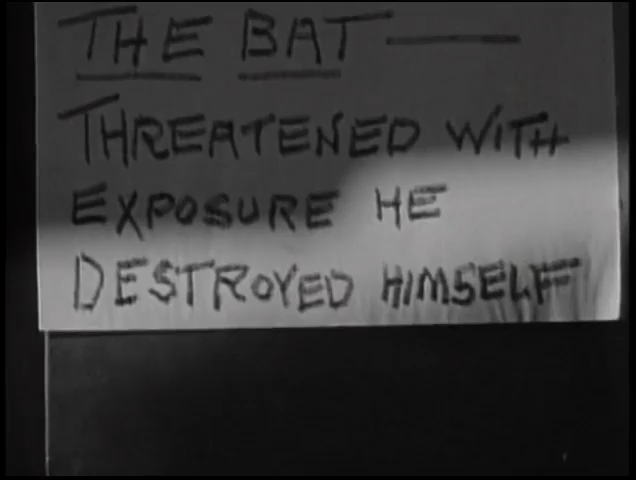 THE BAT —
THREATENED WITH
EXPOSURE HE
DESTROYED HIMSELF